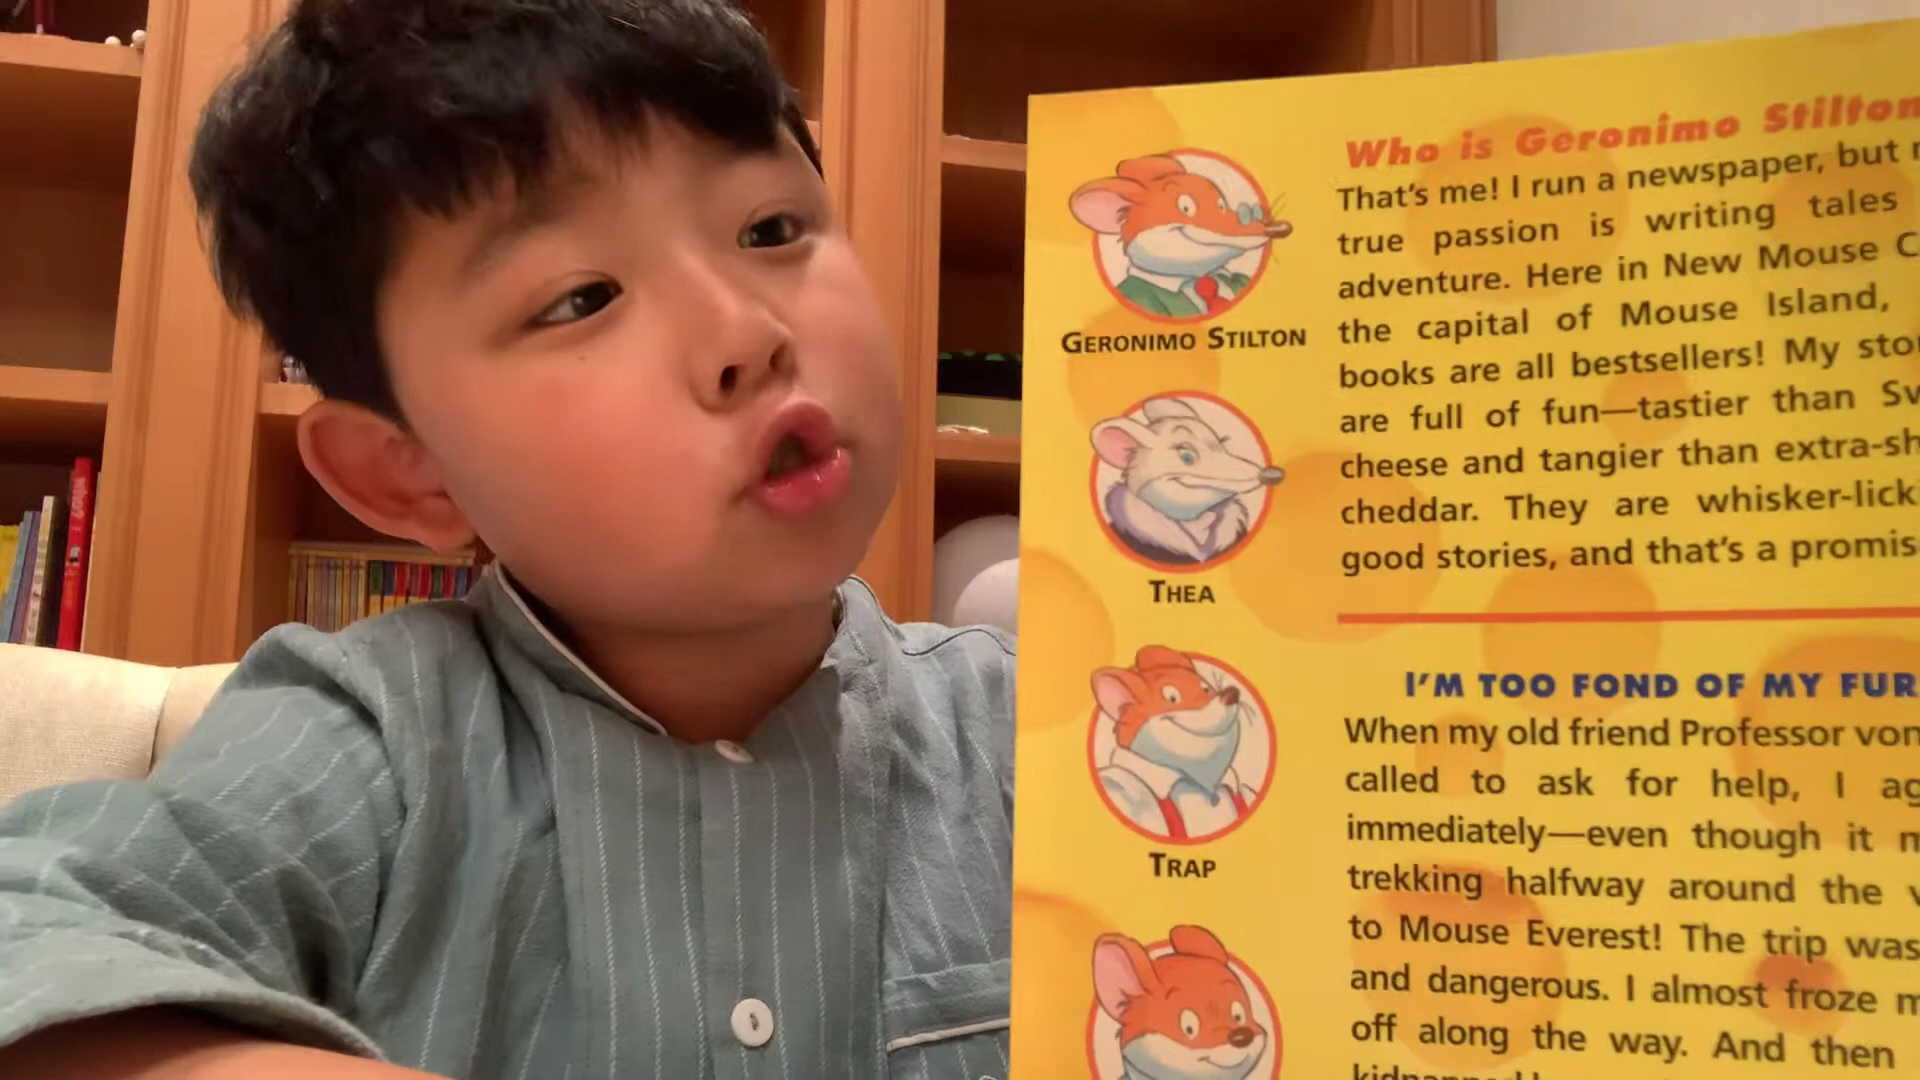 Who is Geronimo Stilton
That's me! I run a newspaper, but
true passion is writing tales
adventure. Here in New Mouse
the capital of Mouse Island,
books are all bestsellers! My
are full of fun—tastier than
cheese and tangier than
cheddar. They are
good stories, and that's a
GERONIMO STILTON
THEA
TRAP
I'M TOO FOND OF MY FUR
When my old friend Professor von
called to ask for help, I
immediately—even though it
trekking halfway around the
to Mouse Everest! The trip was
and dangerous. I almost froze
off along the way. And then